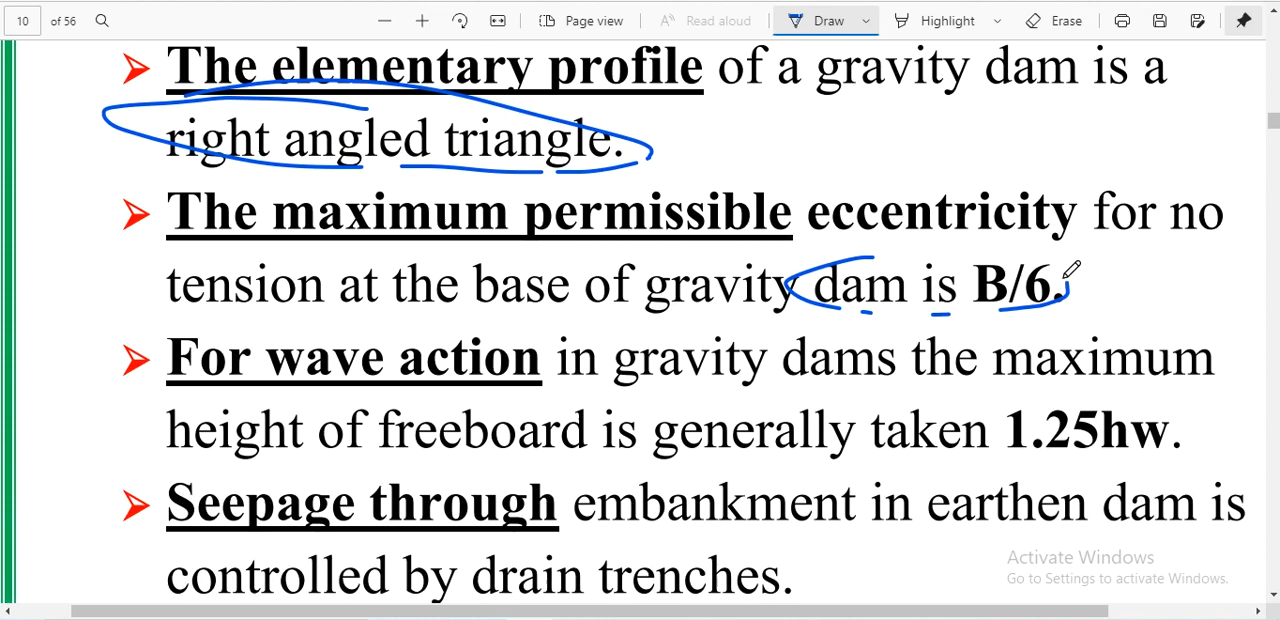 10 of 56 Page view Read aloud Draw Highlight Erase
➤ The elementary profile of a gravity dam is a
right angled triangle.
➤ The maximum permissible eccentricity for no
tension at the base of gravity dam is B/6.
➤ For wave action in gravity dams the maximum
height of freeboard is generally taken 1.25hw.
➤ Seepage through embankment in earthen dam is
controlled by drain trenches.
Activate Windows
Go to Settings to activate Windows.